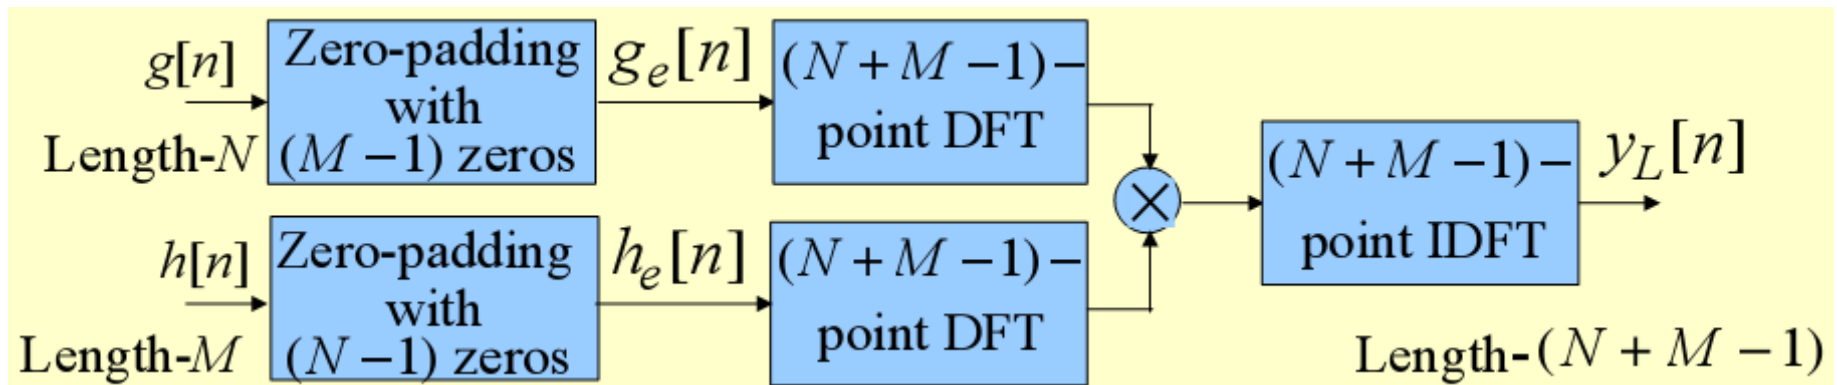 g[n]
Length-N
Zero-padding
with
(M − 1) zeros
g_e[n]
(N + M − 1) −
point DFT
h[n]
Length-M
Zero-padding
with
(N − 1) zeros
h_e[n]
(N + M − 1) −
point DFT
(N + M − 1) −
point IDFT
y_L[n]
Length-(N + M − 1)